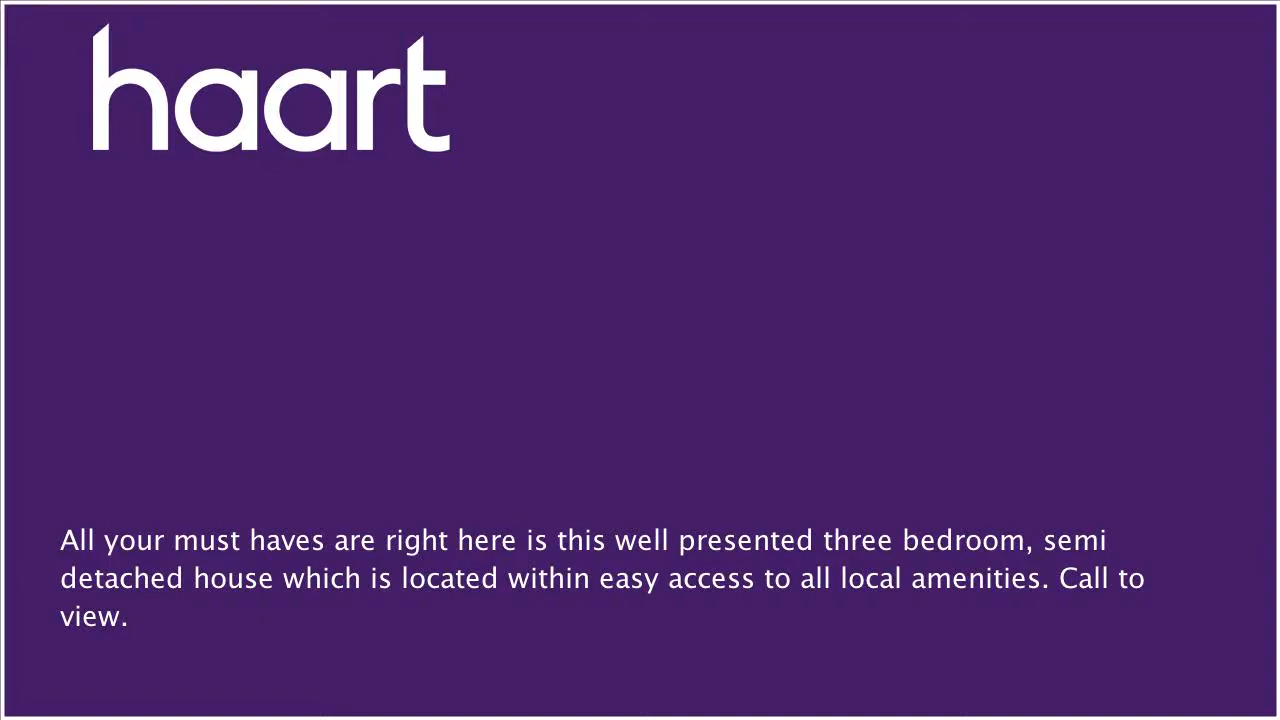 haart
All your must haves are right here is this well presented three bedroom, semi
detached house which is located within easy access to all local amenities. Call to
view.